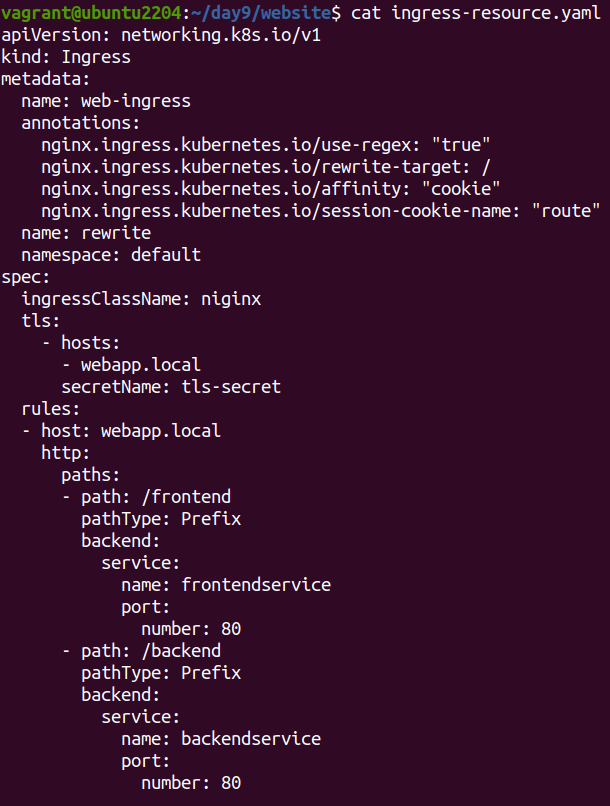 vagrant@ubuntu2204:~/day9/website$ cat ingress-resource.yaml
apiVersion: networking.k8s.io/v1
kind: Ingress
metadata:
  name: web-ingress
  annotations:
    nginx.ingress.kubernetes.io/use-regex: "true"
    nginx.ingress.kubernetes.io/rewrite-target: /
    nginx.ingress.kubernetes.io/affinity: "cookie"
    nginx.ingress.kubernetes.io/session-cookie-name: "route"
  name: rewrite
  namespace: default
spec:
  ingressClassName: niginx
  tls:
    - hosts:
      - webapp.local
      secretName: tls-secret
  rules:
  - host: webapp.local
    http:
      paths:
      - path: /frontend
        pathType: Prefix
        backend:
          service:
            name: frontendservice
            port:
              number: 80
      - path: /backend
        pathType: Prefix
        backend:
          service:
            name: backendservice
            port:
              number: 80